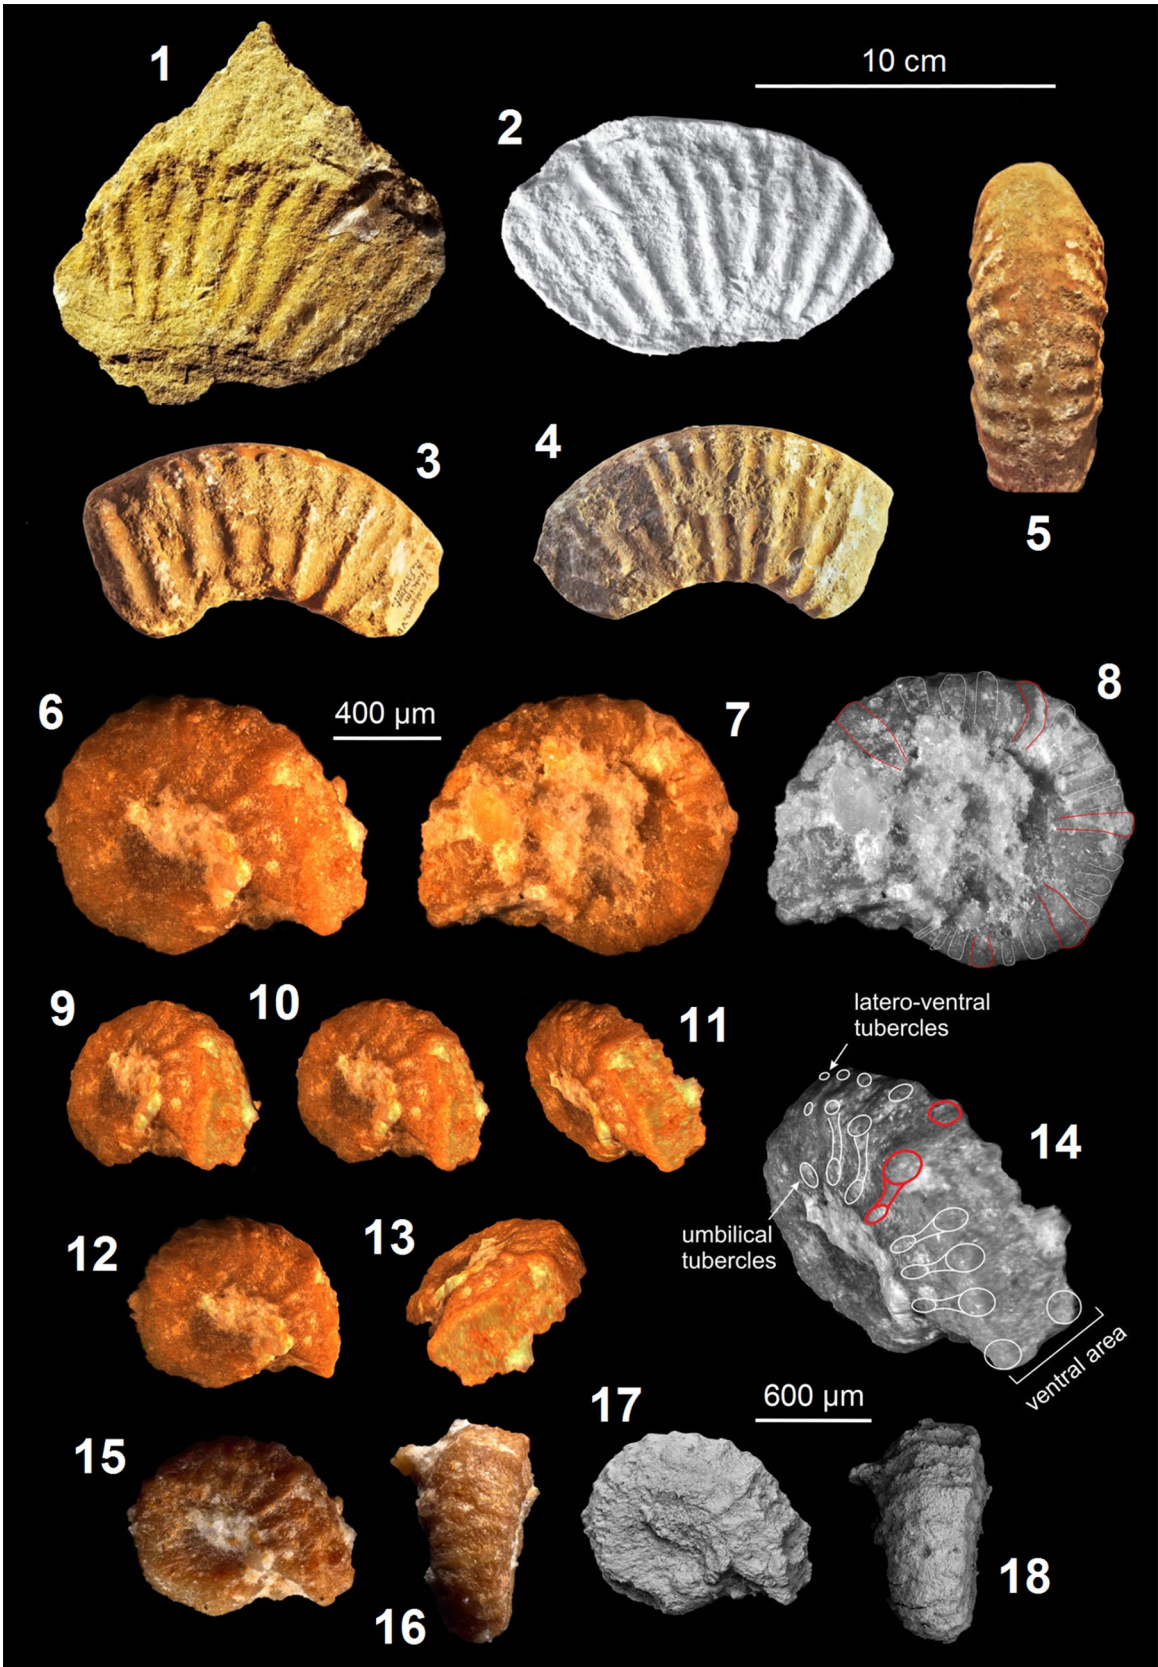 1
10 cm
2
3
4
5
6
400 µm
7
8
9
10
11
latero-ventral
tubercles
14
umbilical
tubercles
12
13
ventral area
15
16
17
600 µm
18